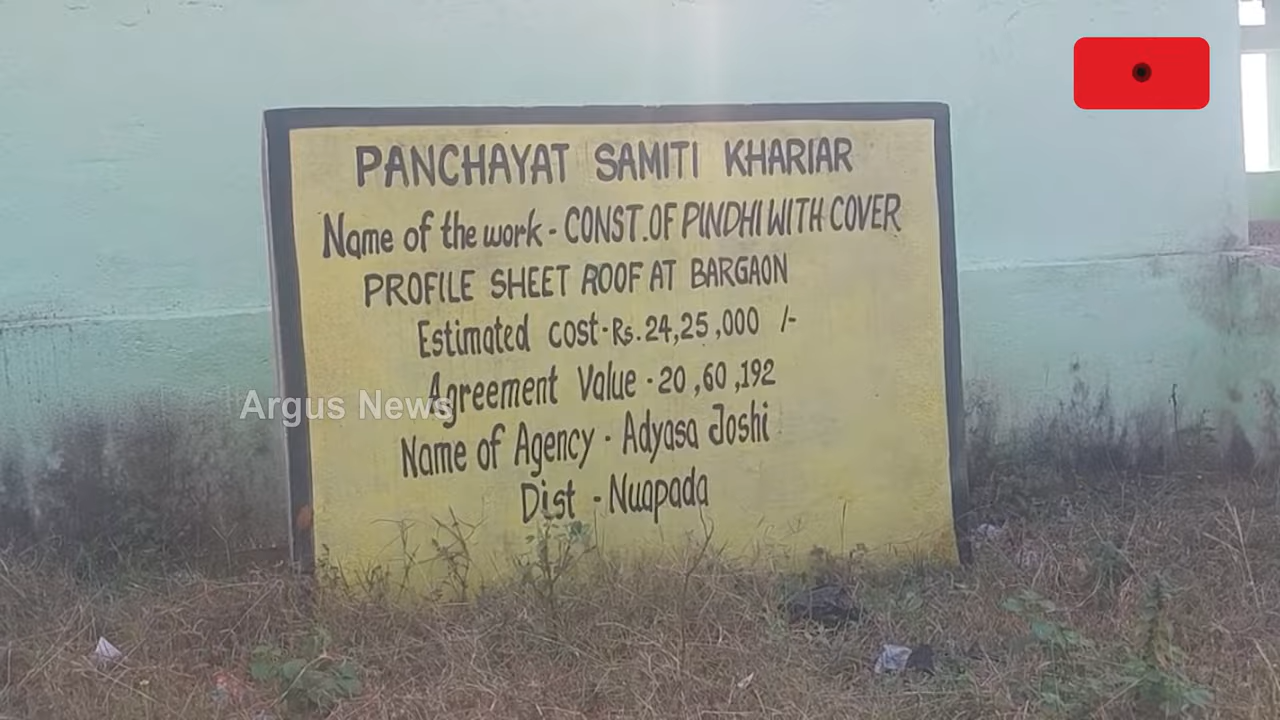 PANCHAYAT SAMITI KHARIAR
Name of the work - CONST. OF PINDHI WITH COVER
PROFILE SHEET ROOF AT BARGAON
Estimated cost - Rs. 24,25,000 /-
Agreement Value - 20,60,192
Name of Agency - Adyasa Joshi
Dist - Nuapada
Argus News